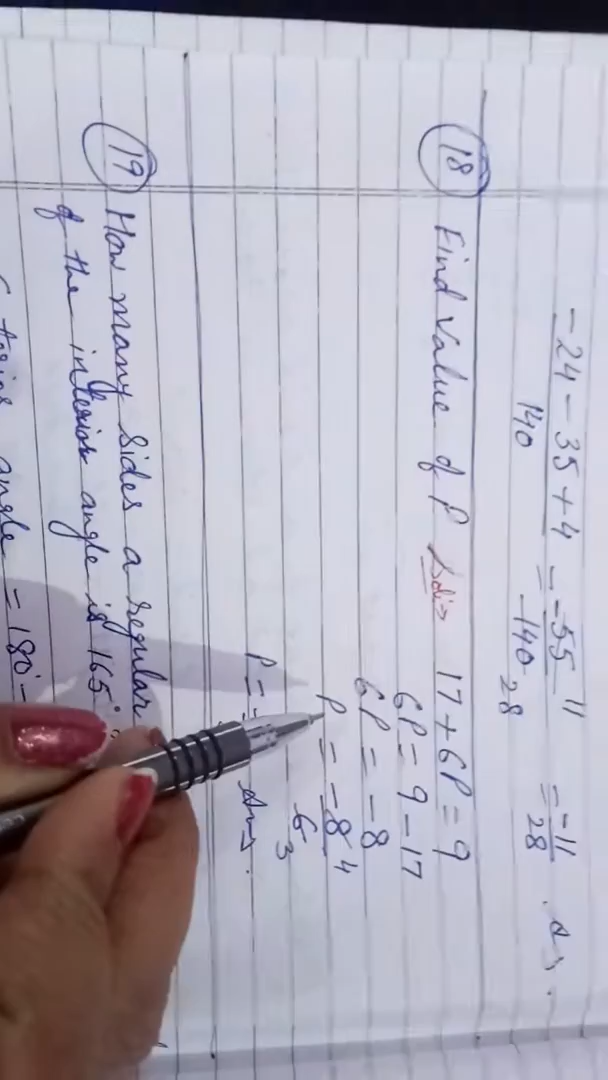 -24 - 35 + 4 = -55 11 = -11 Ans.
140 -140 28 28
18 Find value of P Sol:> 17 + 6P = 9
6P = 9 - 17
6P = -8
P = -8 4
6 3
P = Ans.
19 How many sides a regular
of the interior angle is 165°
angle = 180° -